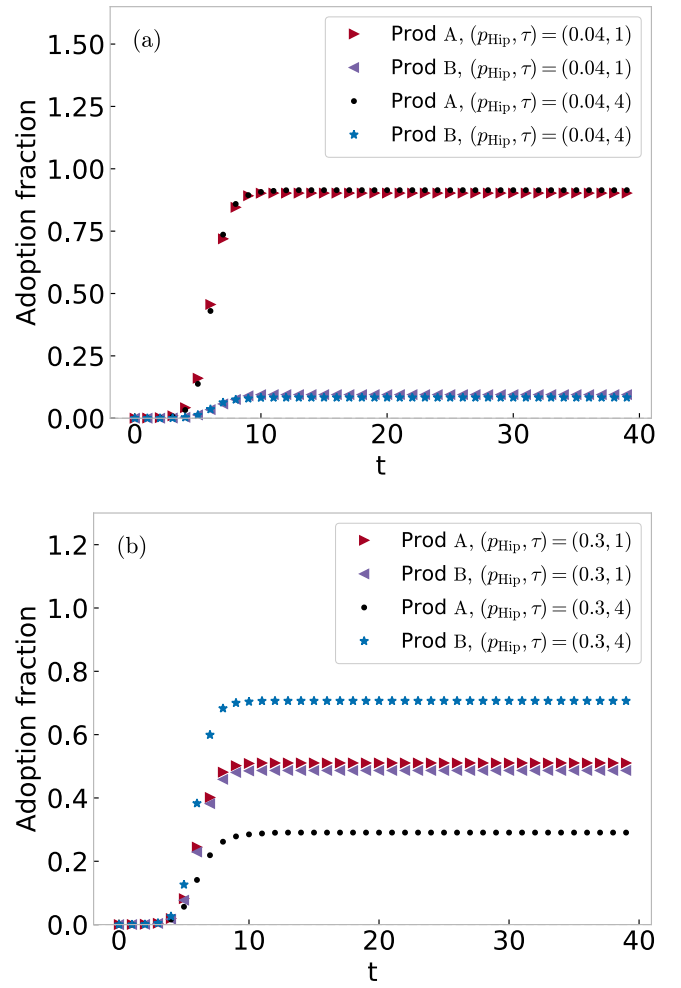 (a)
Prod A, (p_Hip, τ) = (0.04, 1)
Prod B, (p_Hip, τ) = (0.04, 1)
Prod A, (p_Hip, τ) = (0.04, 4)
Prod B, (p_Hip, τ) = (0.04, 4)
1.50
1.25
1.00
0.75
0.50
0.25
0.00
Adoption fraction
0 10 20 30 40
t
(b)
Prod A, (p_Hip, τ) = (0.3, 1)
Prod B, (p_Hip, τ) = (0.3, 1)
Prod A, (p_Hip, τ) = (0.3, 4)
Prod B, (p_Hip, τ) = (0.3, 4)
1.2
1.0
0.8
0.6
0.4
0.2
0.0
Adoption fraction
0 10 20 30 40
t